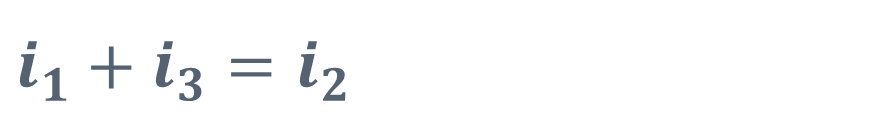 i₁ + i₃ = i₂